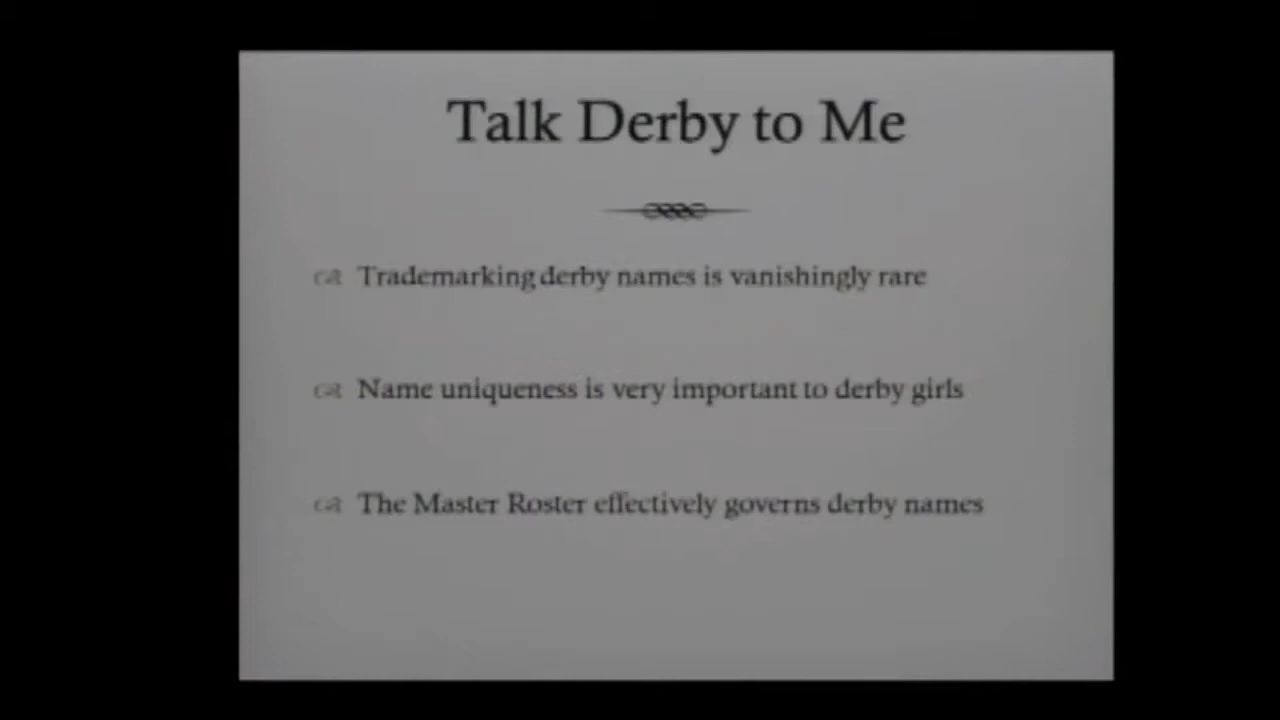 Talk Derby to Me
Trademarking derby names is vanishingly rare
Name uniqueness is very important to derby girls
The Master Roster effectively governs derby names